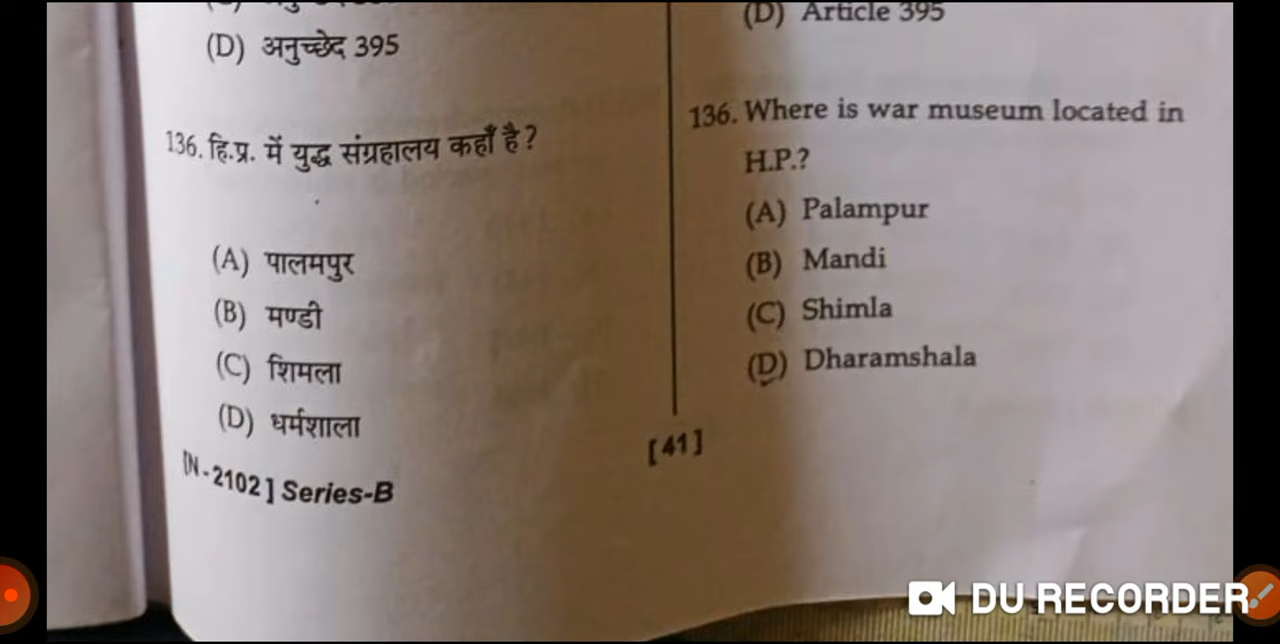 (D) अनुच्छेद 395
136. हि.प्र. में युद्ध संग्रहालय कहाँ है ?
(A) पालमपुर
(B) मण्डी
(C) शिमला
(D) धर्मशाला
[N-2102] Series-B
[41]
(D) Article 395
136. Where is war museum located in
H.P.?
(A) Palampur
(B) Mandi
(C) Shimla
(D) Dharamshala
DU RECORDER